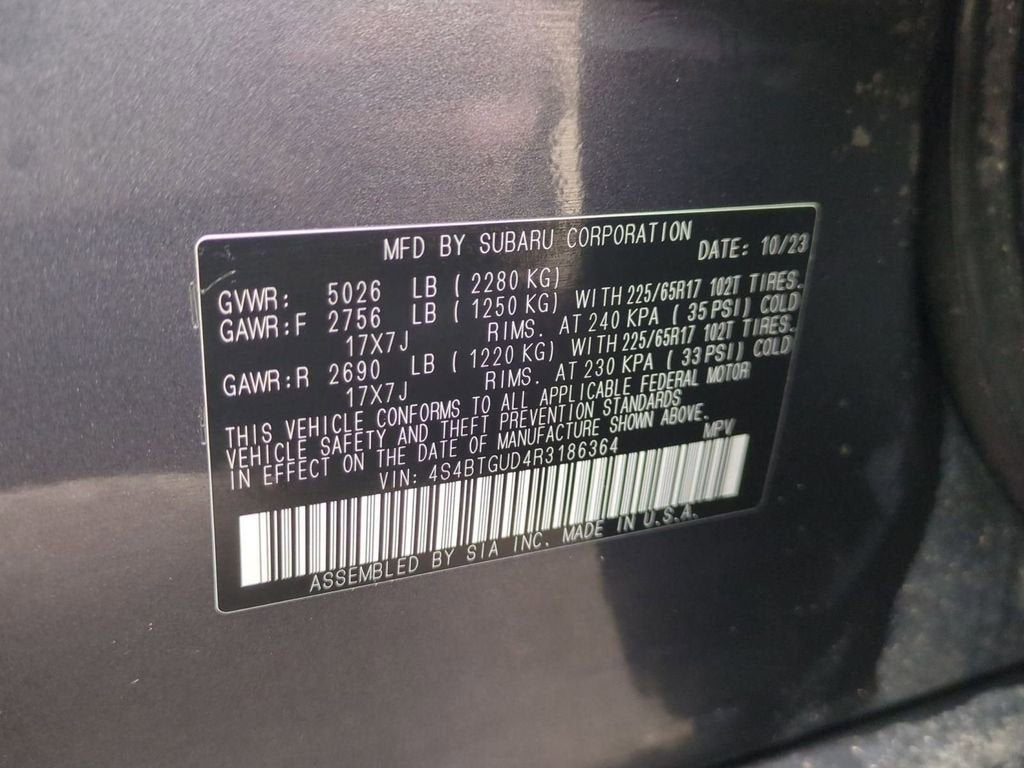 MFD BY SUBARU CORPORATION DATE: 10/23
GVWR: 5026 LB ( 2280 KG)
GAWR:F 2756 LB ( 1250 KG) WITH 225/65R17 102T TIRES.
17X7J RIMS. AT 240 KPA ( 35 PSI) COLD
GAWR:R 2690 LB ( 1220 KG) WITH 225/65R17 102T TIRES.
17X7J RIMS. AT 230 KPA ( 33 PSI) COLD
THIS VEHICLE CONFORMS TO ALL APPLICABLE FEDERAL MOTOR
VEHICLE SAFETY AND THEFT PREVENTION STANDARDS
IN EFFECT ON THE DATE OF MANUFACTURE SHOWN ABOVE.
VIN: 4S4BTGUD4R3186364 MPV
ASSEMBLED BY SIA INC. MADE IN U.S.A.